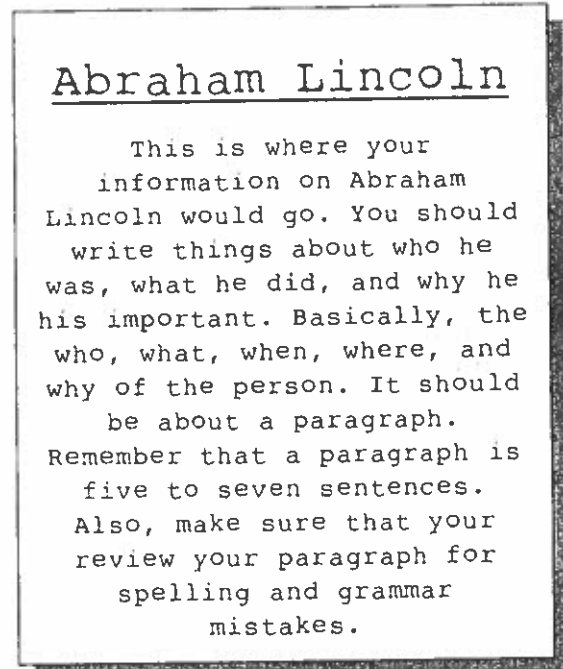 Abraham Lincoln
This is where your
information on Abraham
Lincoln would go. You should
write things about who he
was, what he did, and why he
his important. Basically, the
who, what, when, where, and
why of the person. It should
be about a paragraph.
Remember that a paragraph is
five to seven sentences.
Also, make sure that your
review your paragraph for
spelling and grammar
mistakes.